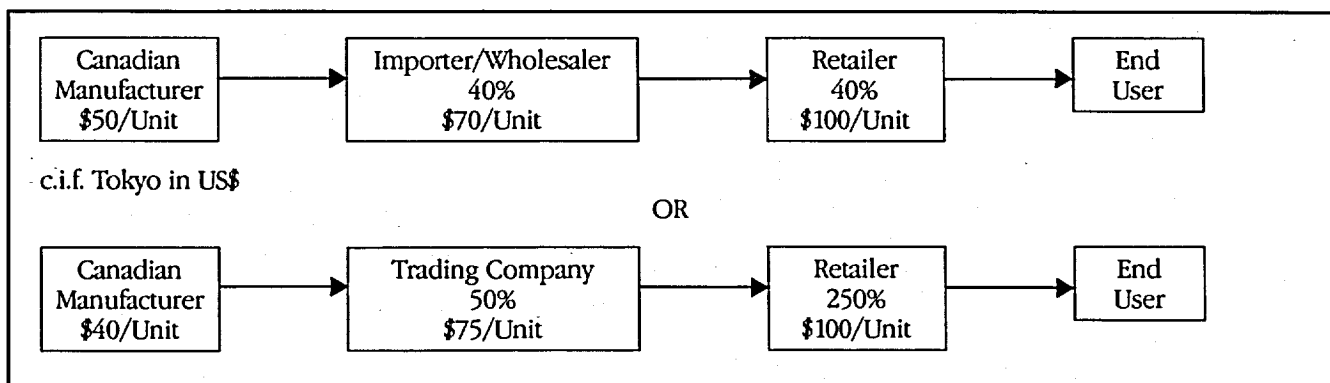 Canadian
Manufacturer
$50/Unit
Importer/Wholesaler
40%
$70/Unit
Retailer
40%
$100/Unit
End
User
c.i.f. Tokyo in US$
OR
Canadian
Manufacturer
$40/Unit
Trading Company
50%
$75/Unit
Retailer
250%
$100/Unit
End
User